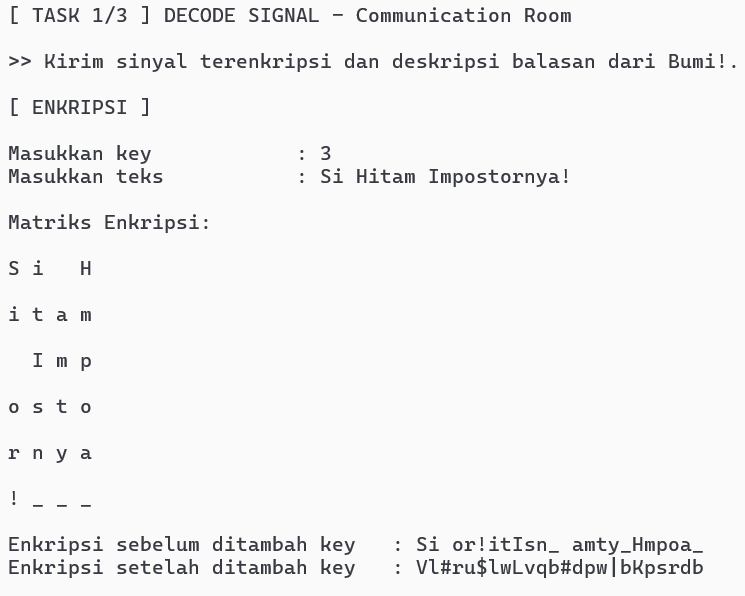 [ TASK 1/3 ] DECODE SIGNAL – Communication Room
>> Kirim sinyal terenkripsi dan deskripsi balasan dari Bumi!.
[ ENKRIPSI ]
Masukkan key : 3
Masukkan teks : Si Hitam Impostornya!
Matriks Enkripsi:
S i   H
i t a m
  I m p
o s t o
r n y a
! _ _ _
Enkripsi sebelum ditambah key : Si or!itIsn_ amty_Hmpoa_
Enkripsi setelah ditambah key : Vl#ru$lwLvqb#dpw|bKpsrdb